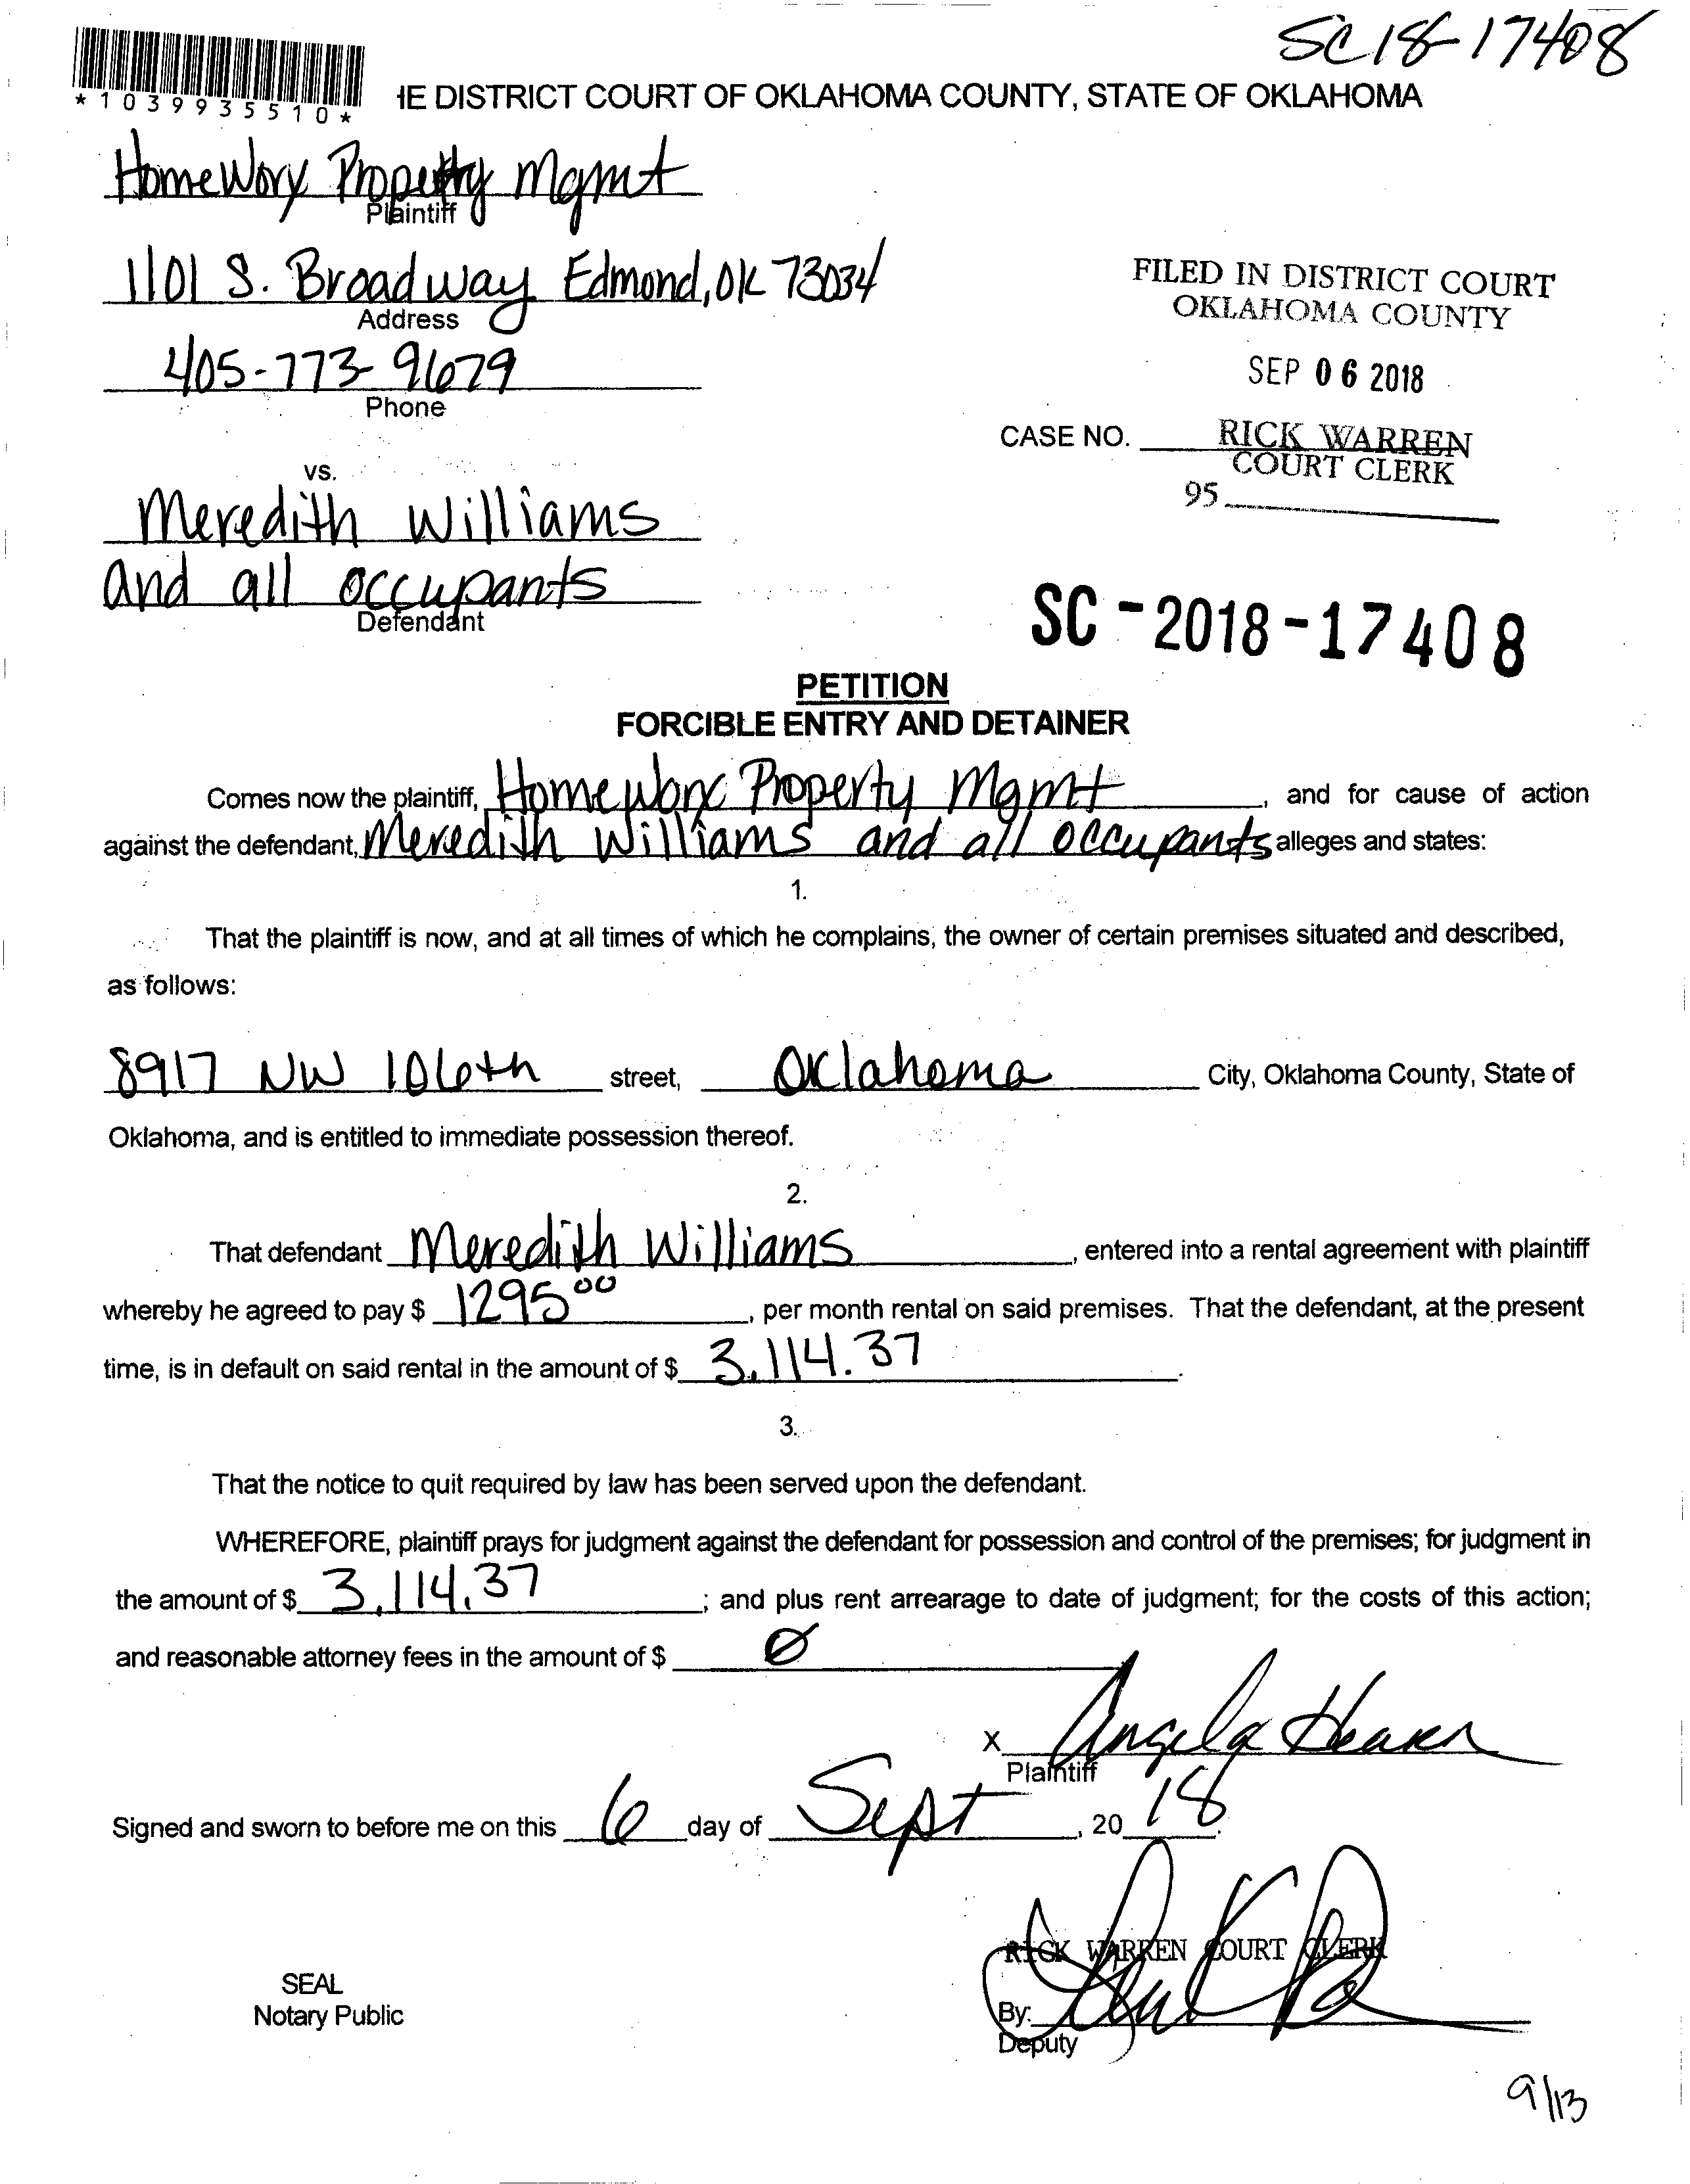 SC18-17408
*1039935510*
IE DISTRICT COURT OF OKLAHOMA COUNTY, STATE OF OKLAHOMA
HomeWorx Property Mgmt
Plaintiff
1101 S. Broadway Edmond, OK 73034
Address
405-773-9679
Phone
FILED IN DISTRICT COURT
OKLAHOMA COUNTY
SEP 06 2018
CASE NO.
RICK WARREN
COURT CLERK
95
vs.
Meredith Williams
and all occupants
Defendant
SC-2018-17408
PETITION
FORCIBLE ENTRY AND DETAINER
Comes now the plaintiff, Homeworx Property Mgmt, and for cause of action
against the defendant, Meredith Williams and all occupants alleges and states:
1.
That the plaintiff is now, and at all times of which he complains, the owner of certain premises situated and described,
as follows:
8917 NW 106th street, Oklahoma City, Oklahoma County, State of
Oklahoma, and is entitled to immediate possession thereof.
2.
That defendant Meredith Williams, entered into a rental agreement with plaintiff
whereby he agreed to pay $ 1295 00, per month rental on said premises. That the defendant, at the present
time, is in default on said rental in the amount of $ 3,114.37.
3.
That the notice to quit required by law has been served upon the defendant.
WHEREFORE, plaintiff prays for judgment against the defendant for possession and control of the premises; for judgment in
the amount of $ 3,114.37; and plus rent arrearage to date of judgment; for the costs of this action;
and reasonable attorney fees in the amount of $ Ø
X Angela
Plaintiff
Signed and sworn to before me on this 6 day of Sept, 20 18.
RICK WARREN COURT CLERK
SEAL
Notary Public
By:
Deputy
9/13